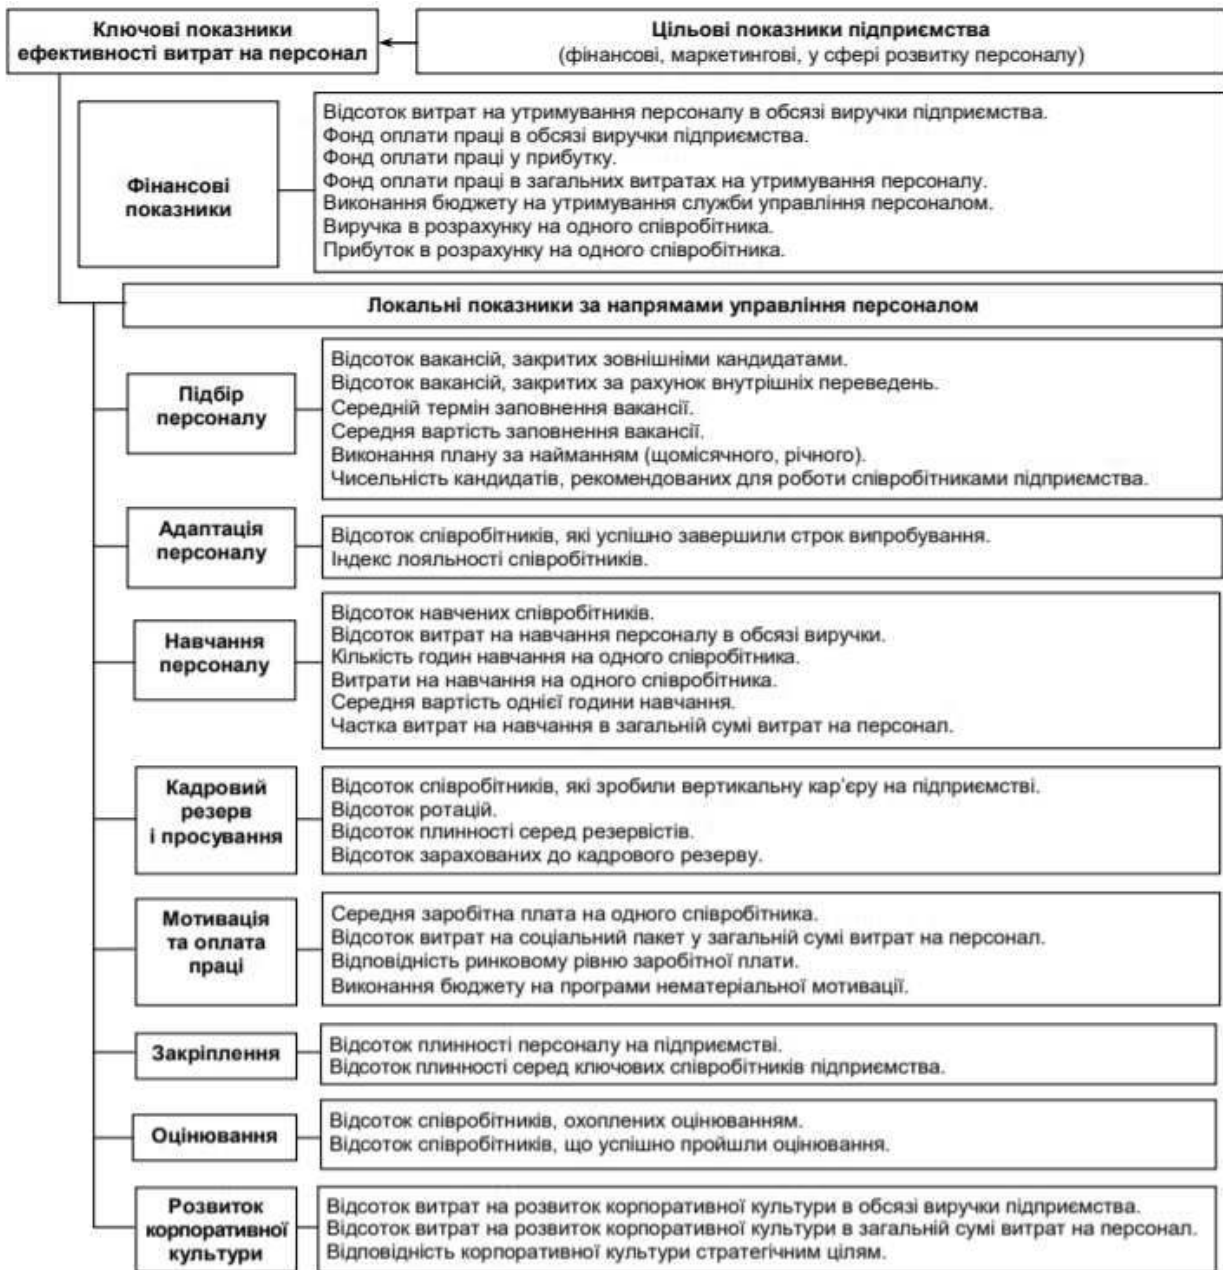 Ключові показники
ефективності витрат на персонал
Цільові показники підприємства
(фінансові, маркетингові, у сфері розвитку персоналу)
Фінансові
показники
Відсоток витрат на утримування персоналу в обсязі виручки підприємства.
Фонд оплати праці в обсязі виручки підприємства.
Фонд оплати праці у прибутку.
Фонд оплати праці в загальних витратах на утримування персоналу.
Виконання бюджету на утримування служби управління персоналом.
Виручка в розрахунку на одного співробітника.
Прибуток в розрахунку на одного співробітника.
Локальні показники за напрямами управління персоналом
Підбір
персоналу
Відсоток вакансій, закритих зовнішніми кандидатами.
Відсоток вакансій, закритих за рахунок внутрішніх переведень.
Середній термін заповнення вакансії.
Середня вартість заповнення вакансії.
Виконання плану за найманням (щомісячного, річного).
Чисельність кандидатів, рекомендованих для роботи співробітниками підприємства.
Адаптація
персоналу
Відсоток співробітників, які успішно завершили строк випробування.
Індекс лояльності співробітників.
Навчання
персоналу
Відсоток навчених співробітників.
Відсоток витрат на навчання персоналу в обсязі виручки.
Кількість годин навчання на одного співробітника.
Витрати на навчання на одного співробітника.
Середня вартість однієї години навчання.
Частка витрат на навчання в загальній сумі витрат на персонал.
Кадровий
резерв
і просування
Відсоток співробітників, які зробили вертикальну кар’єру на підприємстві.
Відсоток ротацій.
Відсоток плинності серед резервістів.
Відсоток зарахованих до кадрового резерву.
Мотивація
та оплата
праці
Середня заробітна плата на одного співробітника.
Відсоток витрат на соціальний пакет у загальній сумі витрат на персонал.
Відповідність ринковому рівню заробітної плати.
Виконання бюджету на програми нематеріальної мотивації.
Закріплення
Відсоток плинності персоналу на підприємстві.
Відсоток плинності серед ключових співробітників підприємства.
Оцінювання
Відсоток співробітників, охоплених оцінюванням.
Відсоток співробітників, що успішно пройшли оцінювання.
Розвиток
корпоративної
культури
Відсоток витрат на розвиток корпоративної культури в обсязі виручки підприємства.
Відсоток витрат на розвиток корпоративної культури в загальній сумі витрат на персонал.
Відповідність корпоративної культури стратегічним цілям.